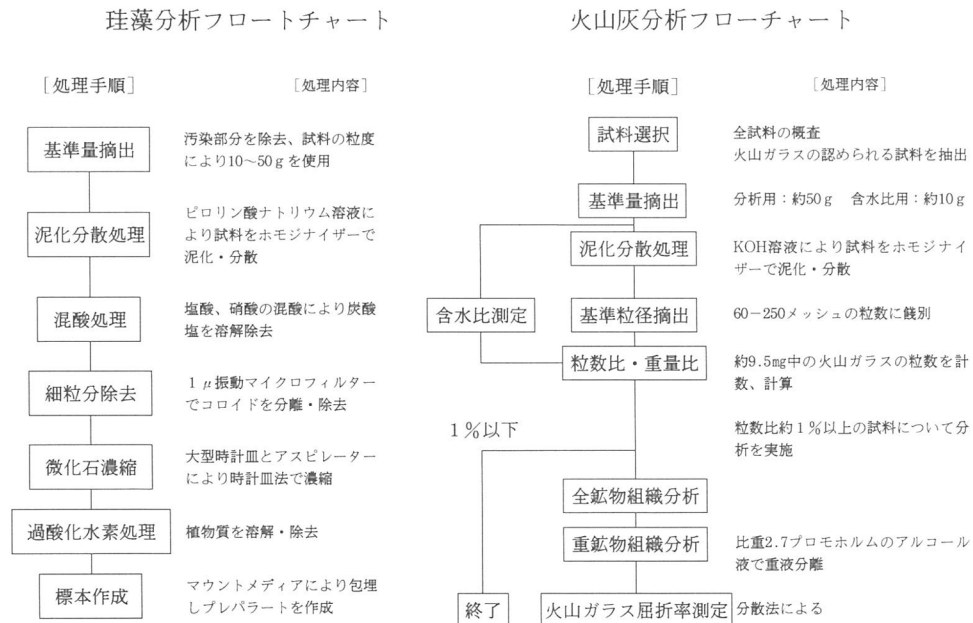 珪藻分析フロートチャート
[処理手順]
[処理内容]
基準量摘出
汚染部分を除去、試料の粒度
により10〜50gを使用
泥化分散処理
ピロリン酸ナトリウム溶液に
より試料をホモジナイザーで
泥化・分散
混酸処理
塩酸、硝酸の混酸により炭酸
塩を溶解除去
細粒分除去
1μ振動マイクロフィルター
でコロイドを分離・除去
微化石濃縮
大型時計皿とアスピレーター
により時計皿法で濃縮
過酸化水素処理
植物質を溶解・除去
標本作成
マウントメディアにより包埋
しプレパラートを作成
火山灰分析フローチャート
[処理手順]
[処理内容]
試料選択
全試料の概査
火山ガラスの認められる試料を抽出
基準量摘出
分析用：約50g 含水比用：約10g
泥化分散処理
KOH溶液により試料をホモジナイ
ザーで泥化・分散
含水比測定
基準粒径摘出
60−250メッシュの粒数に餞別
粒数比・重量比
約9.5㎎中の火山ガラスの粒数を計
数、計算
1％以下
粒数比約1％以上の試料について分
析を実施
全鉱物組織分析
重鉱物組織分析
比重2.7プロモホルムのアルコール
液で重液分離
終了
火山ガラス屈折率測定
分散法による